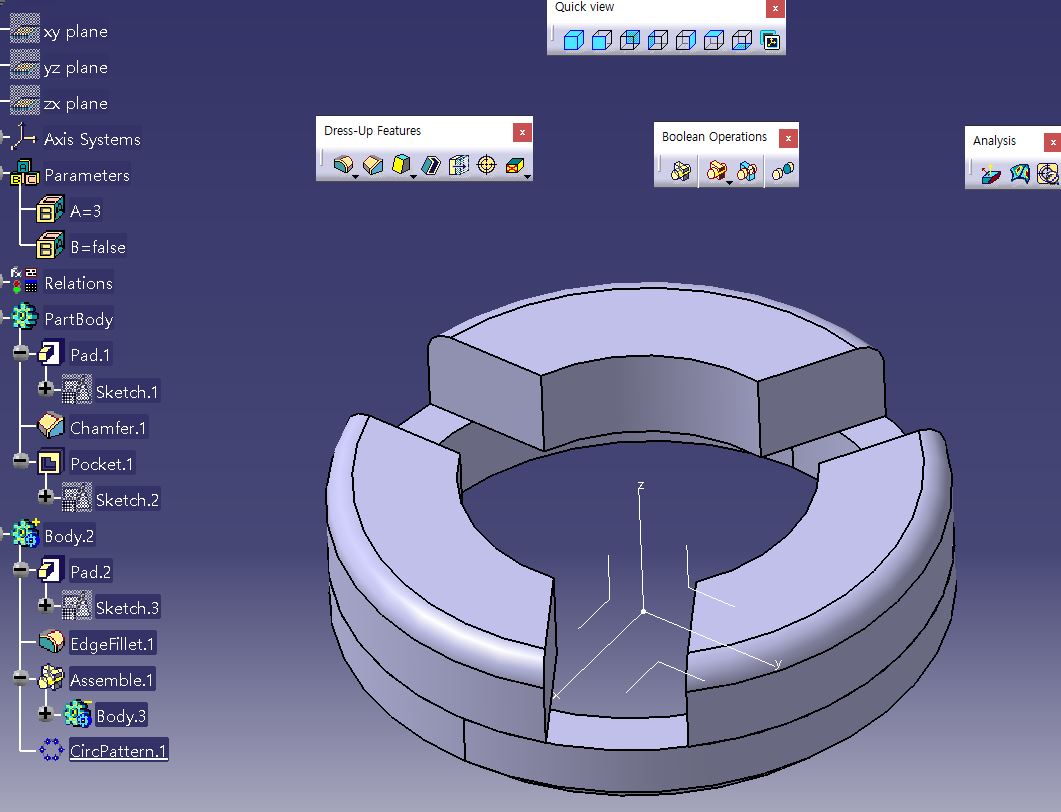 Quick view
xy plane
yz plane
zx plane
Dress-Up Features
Boolean Operations
Analysis
Axis Systems
Parameters
A=3
B=false
Relations
PartBody
Pad.1
Sketch.1
Chamfer.1
Pocket.1
Sketch.2
Body.2
Pad.2
Sketch.3
EdgeFillet.1
Assemble.1
Body.3
CircPattern.1
z
y
x